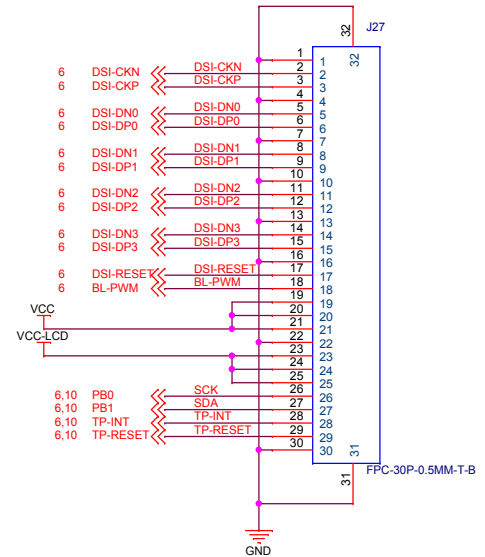 32
J27
32
1 1
6 DSI-CKN DSI-CKN 2 2
6 DSI-CKP DSI-CKP 3 3
4 4
6 DSI-DN0 DSI-DN0 5 5
6 DSI-DP0 DSI-DP0 6 6
7 7
6 DSI-DN1 DSI-DN1 8 8
6 DSI-DP1 DSI-DP1 9 9
10 10
6 DSI-DN2 DSI-DN2 11 11
6 DSI-DP2 DSI-DP2 12 12
13 13
6 DSI-DN3 DSI-DN3 14 14
6 DSI-DP3 DSI-DP3 15 15
16 16
6 DSI-RESET DSI-RESET 17 17
6 BL-PWM BL-PWM 18 18
19 19
VCC 20 20
21 21
VCC-LCD 22 22
23 23
24 24
25 25
6,10 PB0 SCK 26 26
6,10 PB1 SDA 27 27
6,10 TP-INT TP-INT 28 28
6,10 TP-RESET TP-RESET 29 29
30 30
31
FPC-30P-0.5MM-T-B
31
GND